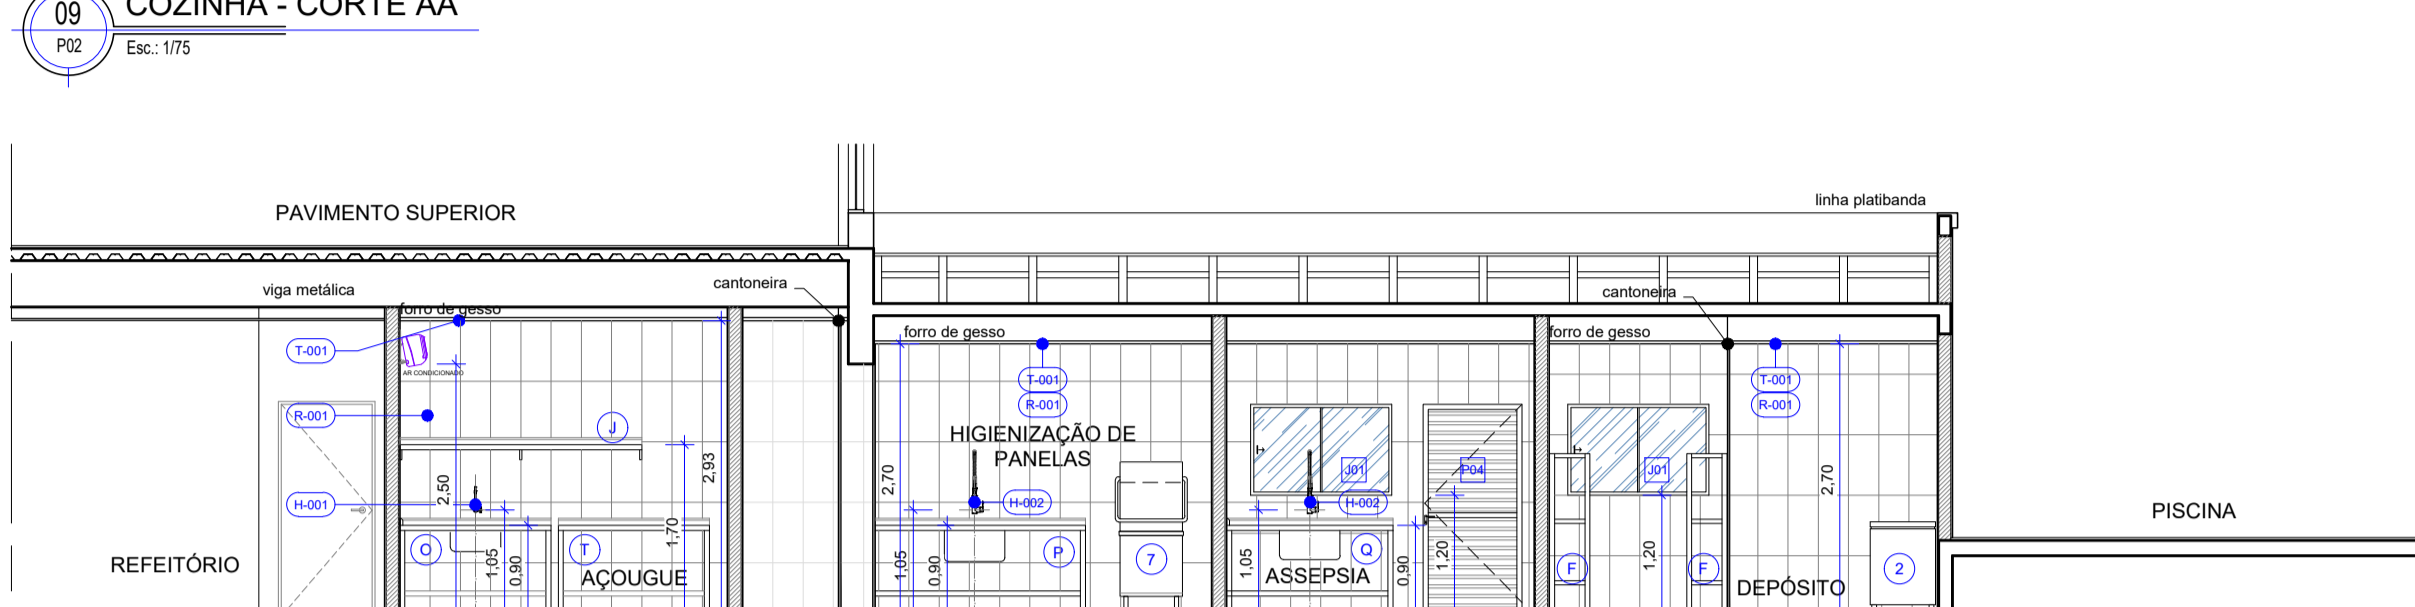 09
P02
COZINHA - CORTE AA
Esc.: 1/75
PAVIMENTO SUPERIOR
linha platibanda
viga metálica
cantoneira
cantoneira
forro de gesso
forro de gesso
forro de gesso
T-001
AR CONDICIONADO
T-001
R-001
T-001
R-001
R-001
J
HIGIENIZAÇÃO DE
PANELAS
2,93
2,50
2,70
J01
P04
J01
2,70
H-001
H-002
H-002
PISCINA
1,70
O
T
1,05
0,90
P
7
1,05
0,90
1,05
Q
0,90
1,20
1,20
F
F
2
REFEITÓRIO
AÇOUGUE
ASSEPSIA
DEPÓSITO